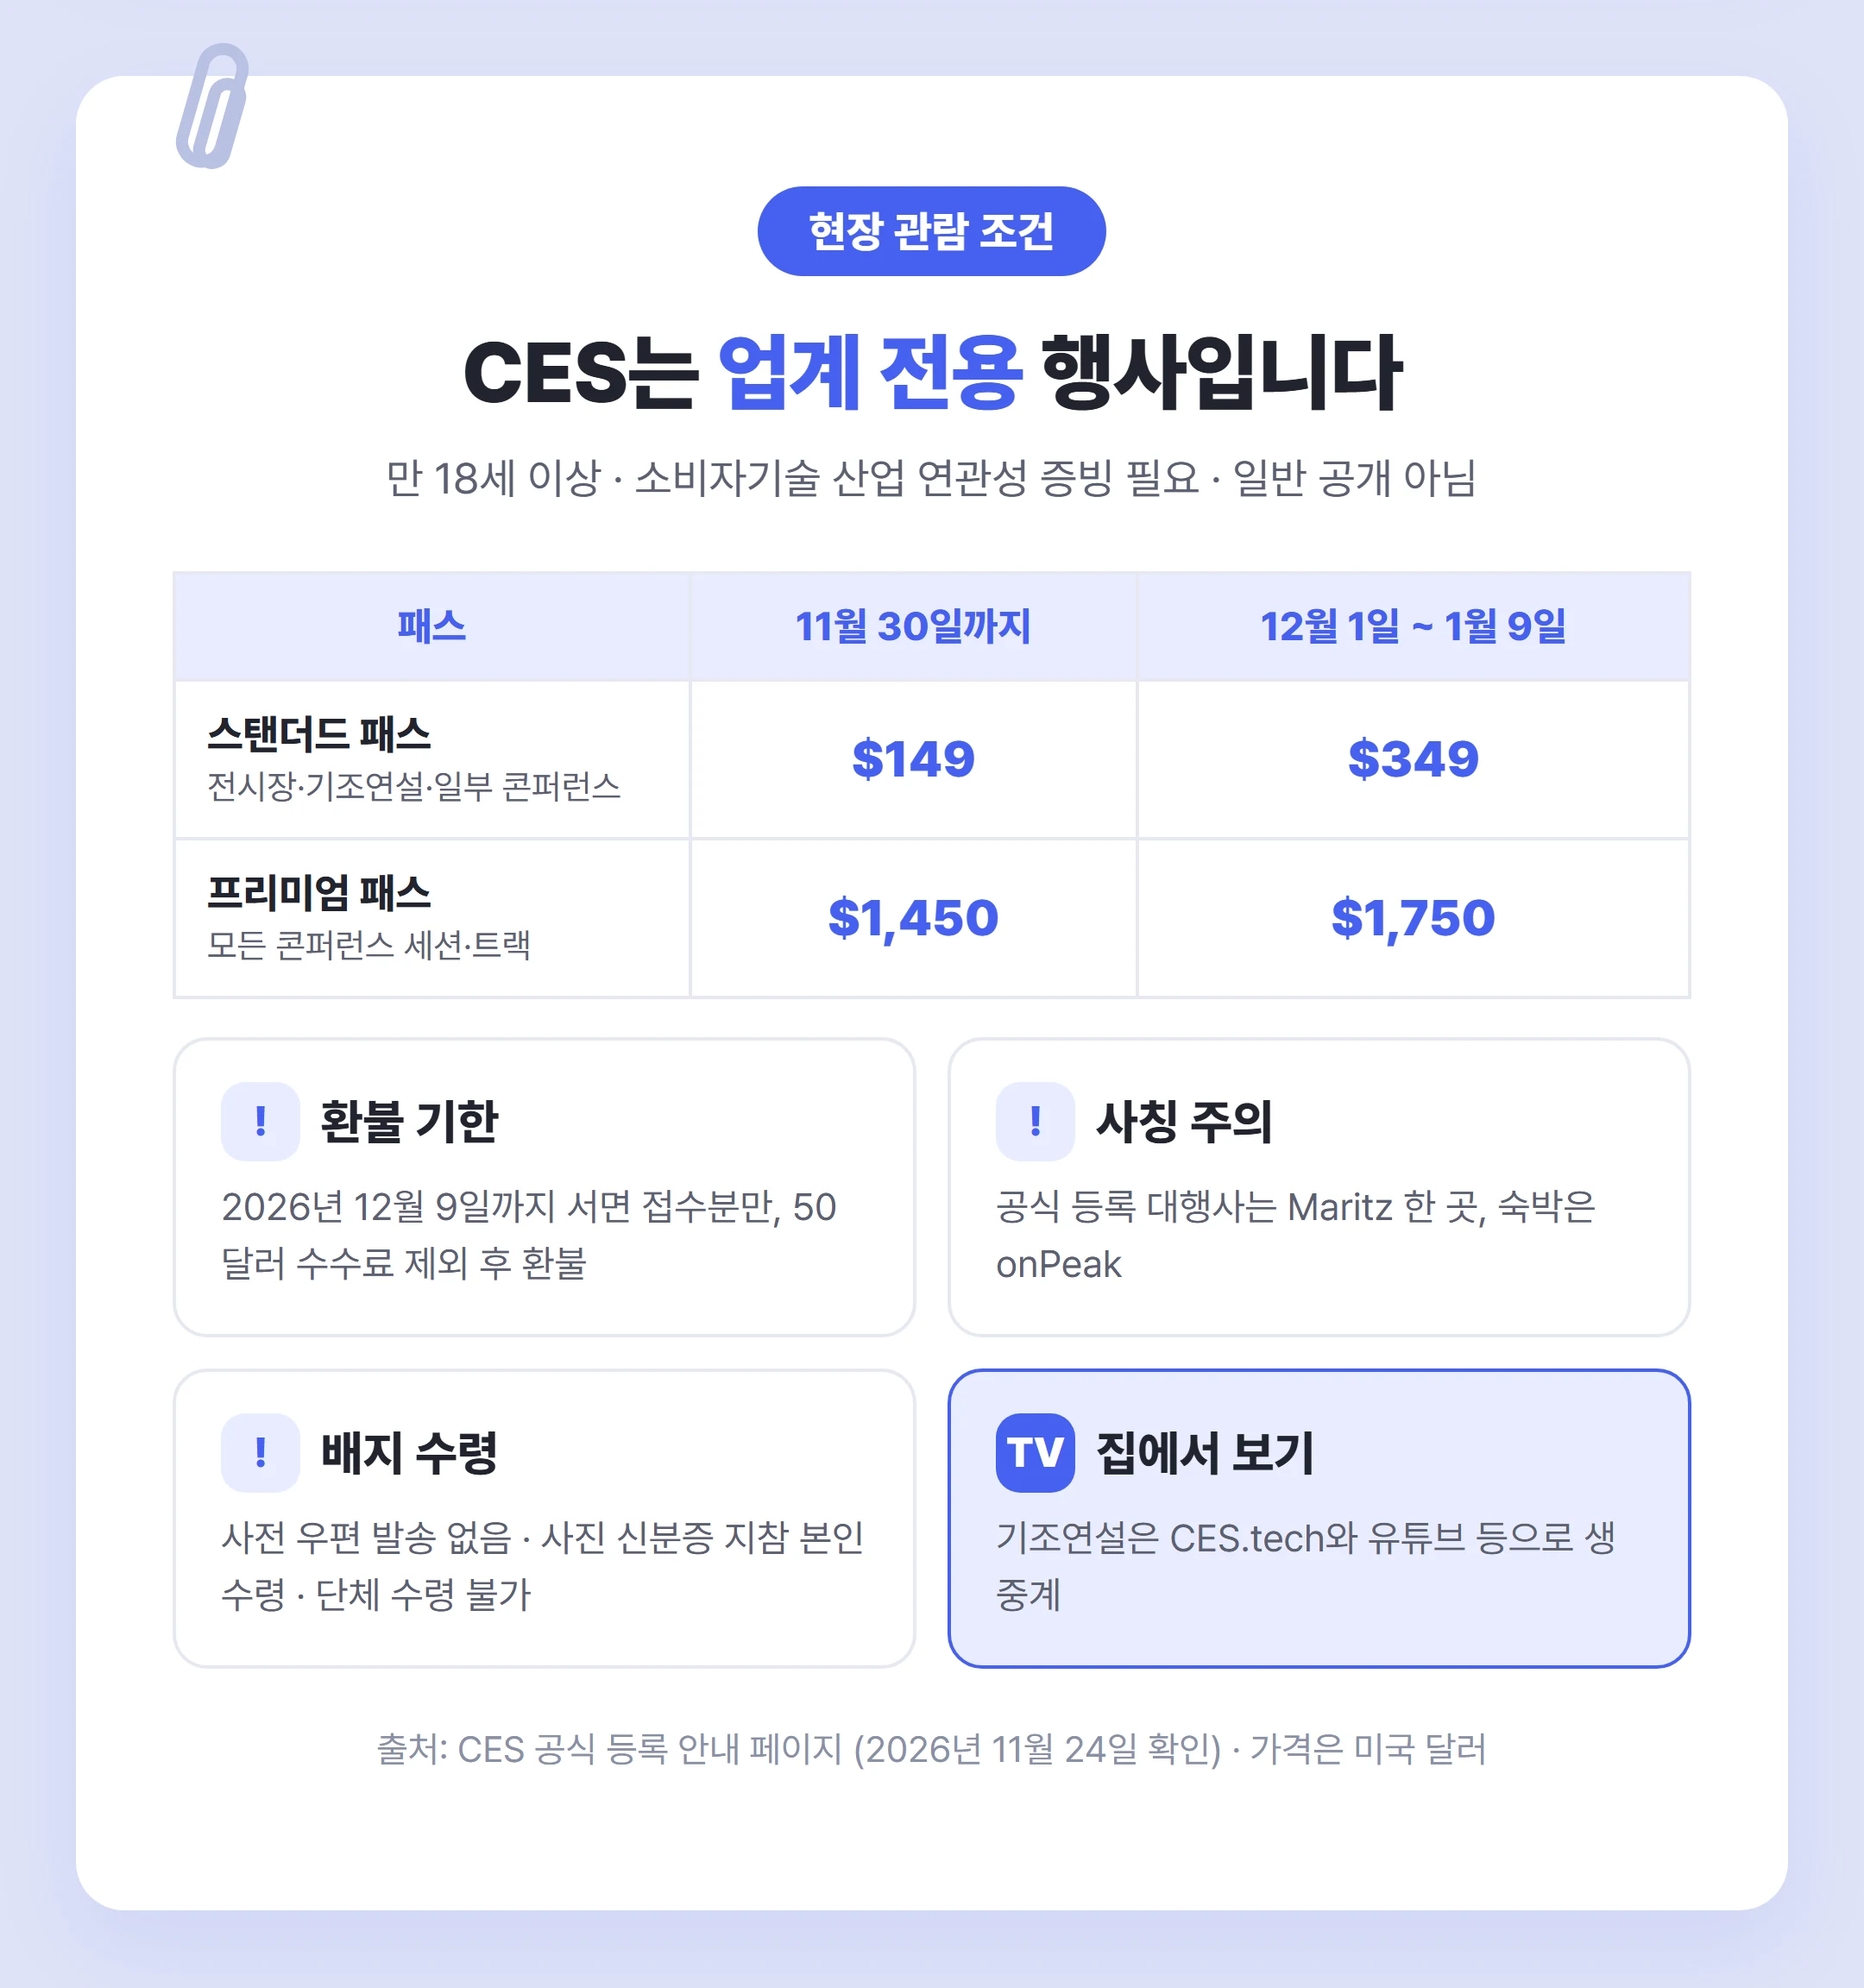 현장 관람 조건
CES는 업계 전용 행사입니다
만 18세 이상 · 소비자기술 산업 연관성 증빙 필요 · 일반 공개 아님
패스
11월 30일까지
12월 1일 ~ 1월 9일
스탠더드 패스
전시장·기조연설·일부 콘퍼런스
$149
$349
프리미엄 패스
모든 콘퍼런스 세션·트랙
$1,450
$1,750
! 환불 기한
2026년 12월 9일까지 서면 접수분만, 50
달러 수수료 제외 후 환불
! 사칭 주의
공식 등록 대행사는 Maritz 한 곳, 숙박은
onPeak
! 배지 수령
사전 우편 발송 없음 · 사진 신분증 지참 본인
수령 · 단체 수령 불가
TV 집에서 보기
기조연설은 CES.tech와 유튜브 등으로 생
중계
출처: CES 공식 등록 안내 페이지 (2026년 11월 24일 확인) · 가격은 미국 달러